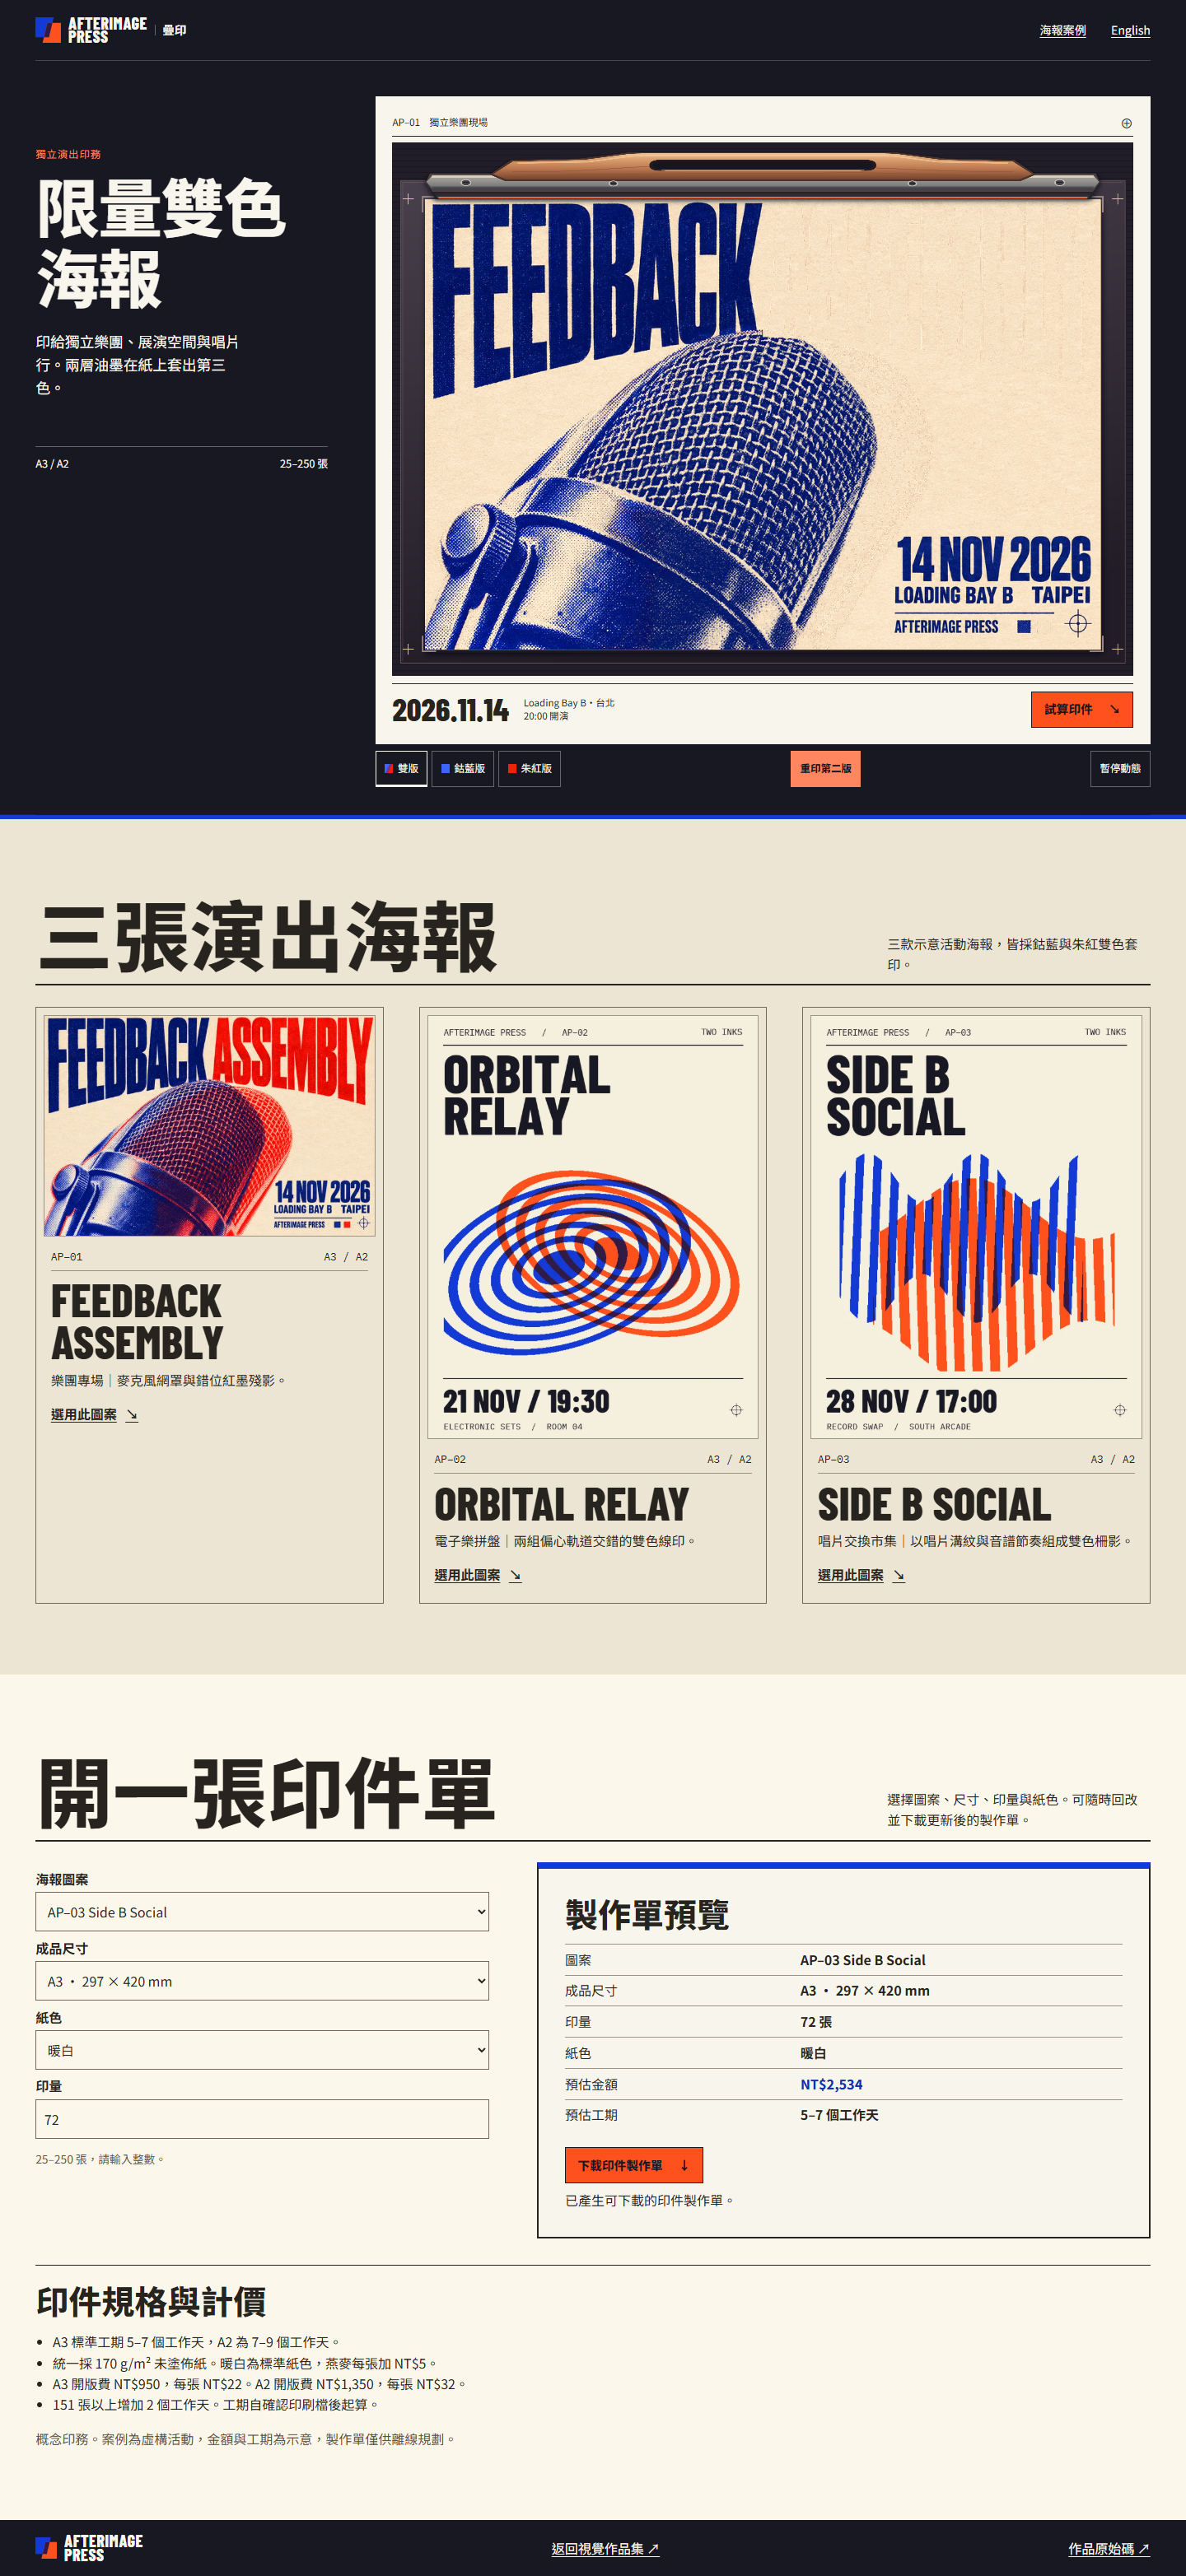 AFTERIMAGE
PRESS
疊印
海報案例
English
獨立演出印務
限量雙色
海報
印給獨立樂團、展演空間與唱片
行。兩層油墨在紙上套出第三
色。
A3 / A2
25–250 張
AP–01 獨立樂團現場
FEEDBACK
14 NOV 2026
LOADING BAY B TAIPEI
AFTERIMAGE PRESS
2026.11.14
Loading Bay B・台北
20:00 開演
試算印件 ↘
雙版
鈷藍版
朱紅版
重印第二版
暫停動態
三張演出海報
三款示意活動海報，皆採鈷藍與朱紅雙色套
印。
FEEDBACK ASSEMBLY
14 NOV 2026
LOADING BAY B TAIPEI
AFTERIMAGE PRESS
AP–01
A3 / A2
FEEDBACK
ASSEMBLY
樂團專場｜麥克風網罩與錯位紅墨殘影。
選用此圖案 ↘
AFTERIMAGE PRESS / AP–02
TWO INKS
ORBITAL
RELAY
21 NOV / 19:30
ELECTRONIC SETS / ROOM 04
AP–02
A3 / A2
ORBITAL RELAY
電子樂拼盤｜兩組偏心軌道交錯的雙色線印。
選用此圖案 ↘
AFTERIMAGE PRESS / AP–03
TWO INKS
SIDE B
SOCIAL
28 NOV / 17:00
RECORD SWAP / SOUTH ARCADE
AP–03
A3 / A2
SIDE B SOCIAL
唱片交換市集｜以唱片溝紋與音譜節奏組成雙色柵影。
選用此圖案 ↘
開一張印件單
選擇圖案、尺寸、印量與紙色。可隨時回改
並下載更新後的製作單。
海報圖案
AP–03 Side B Social
成品尺寸
A3 ・ 297 × 420 mm
紙色
暖白
印量
72
25–250 張，請輸入整數。
製作單預覽
圖案 AP–03 Side B Social
成品尺寸 A3 ・ 297 × 420 mm
印量 72 張
紙色 暖白
預估金額 NT$2,534
預估工期 5–7 個工作天
下載印件製作單 ↓
已產生可下載的印件製作單。
印件規格與計價
• A3 標準工期 5–7 個工作天，A2 為 7–9 個工作天。
• 統一採 170 g/m² 未塗佈紙。暖白為標準紙色，燕麥每張加 NT$5。
• A3 開版費 NT$950，每張 NT$22。A2 開版費 NT$1,350，每張 NT$32。
• 151 張以上增加 2 個工作天。工期自確認印刷檔後起算。
概念印務。案例為虛構活動，金額與工期為示意，製作單僅供離線規劃。
AFTERIMAGE
PRESS
返回視覺作品集 ↗
作品原始碼 ↗